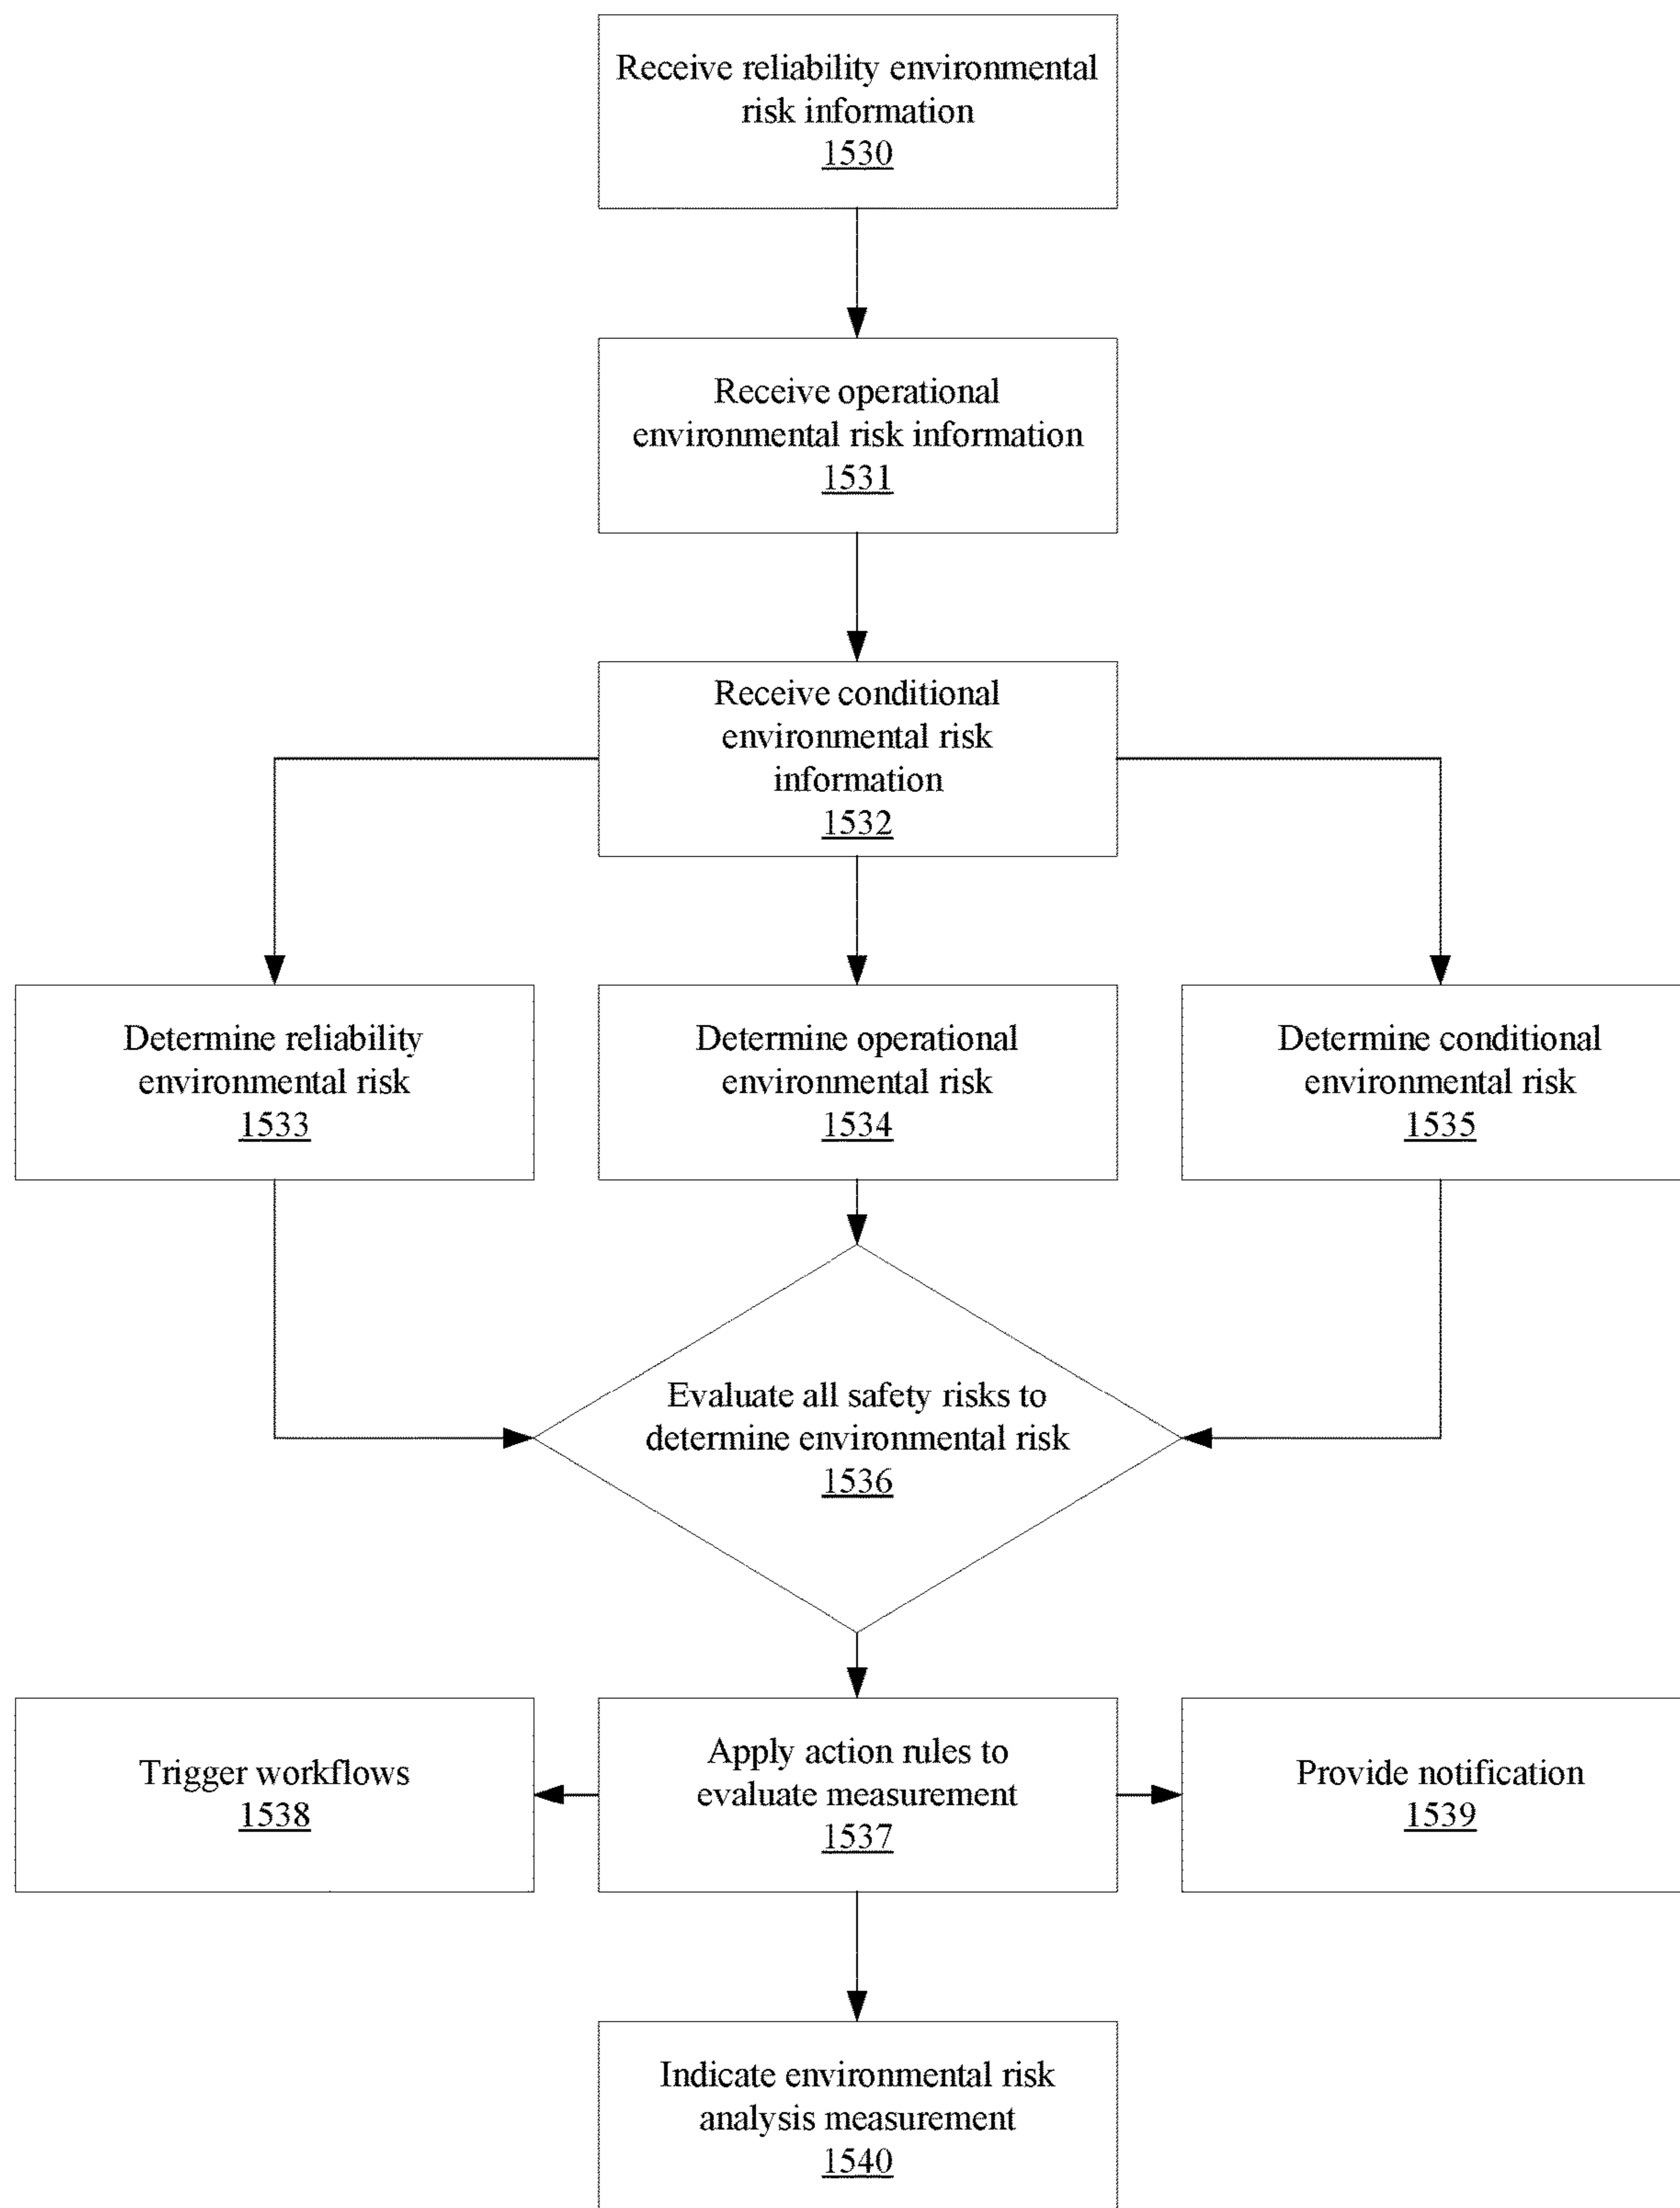 Receive reliability environmental
risk information
1530
Receive operational
environmental risk information
1531
Receive conditional
environmental risk
information
1532
Determine reliability
environmental risk
1533
Determine operational
environmental risk
1534
Determine conditional
environmental risk
1535
Evaluate all safety risks to
determine environmental risk
1536
Trigger workflows
1538
Apply action rules to
evaluate measurement
1537
Provide notification
1539
Indicate environmental risk
analysis measurement
1540